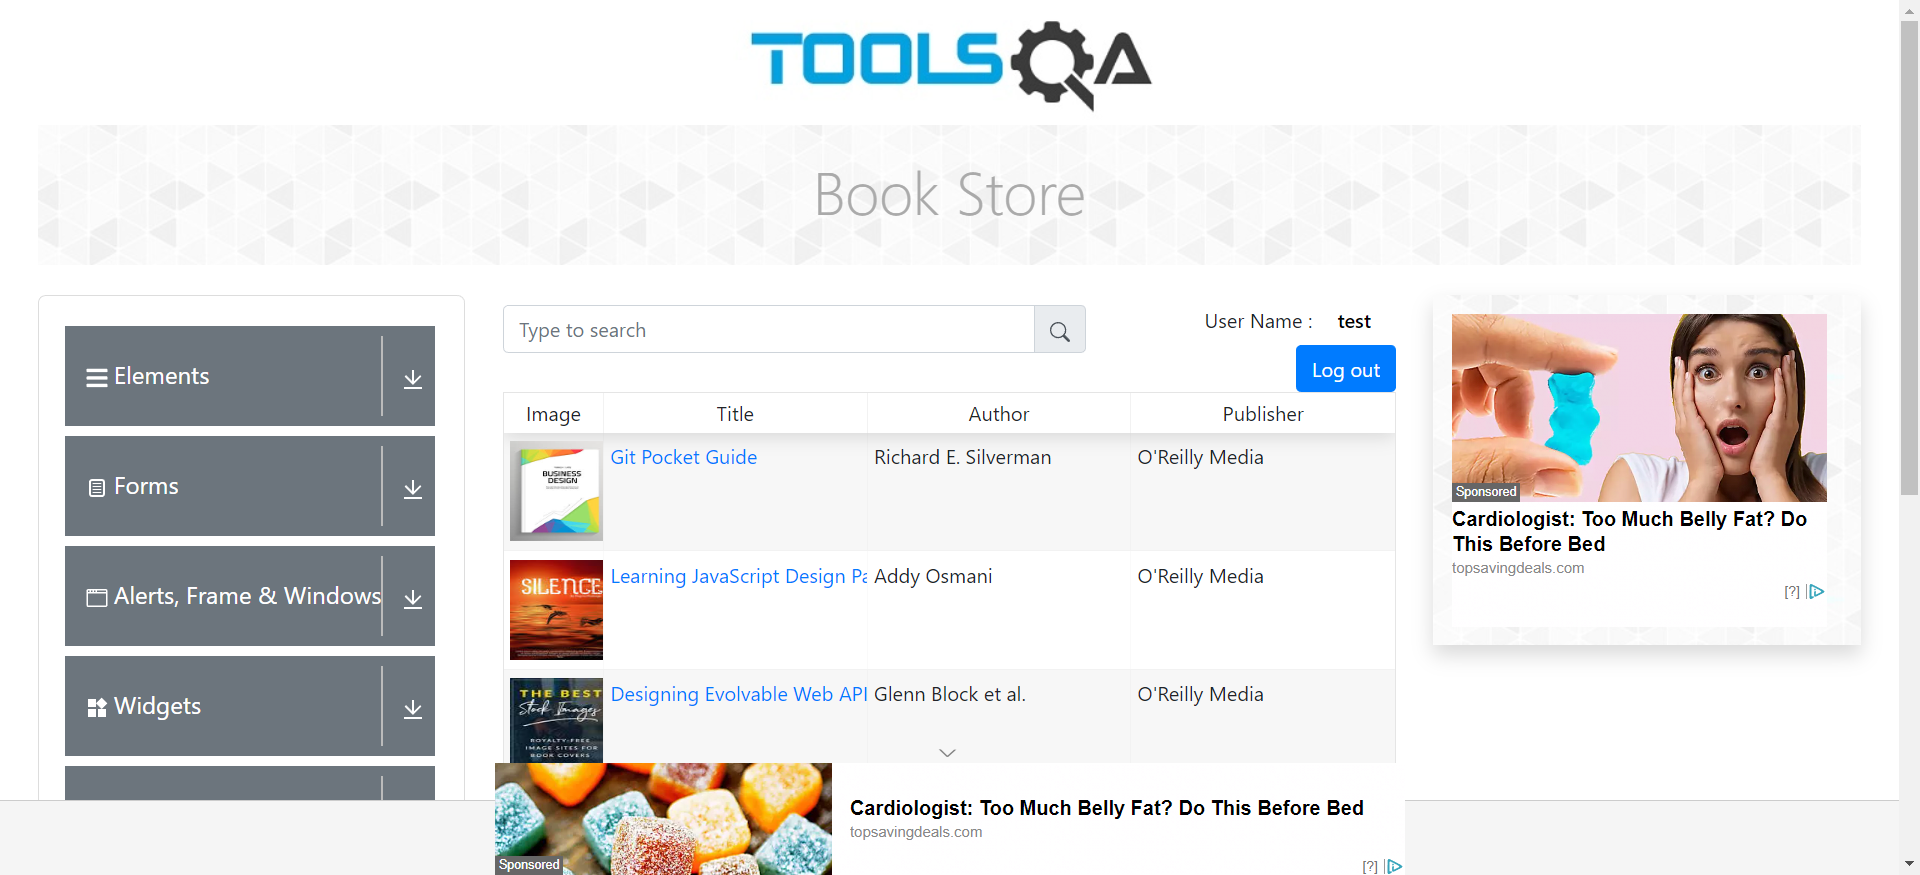 TOOLSQA
Book Store
Elements
Forms
Alerts, Frame & Windows
Widgets
Type to search
User Name : test
Log out
Image Title Author Publisher
BUSINESS
DESIGN
Git Pocket Guide Richard E. Silverman O'Reilly Media
SILENCE
Learning JavaScript Design Pa Addy Osmani O'Reilly Media
THE BEST
Stock Images
ROYALTY-FREE
IMAGE SITES FOR
BOOK COVERS
Designing Evolvable Web API Glenn Block et al. O'Reilly Media
Sponsored
Cardiologist: Too Much Belly Fat? Do
This Before Bed
topsavingdeals.com
[?]
Sponsored
Cardiologist: Too Much Belly Fat? Do This Before Bed
topsavingdeals.com
[?]